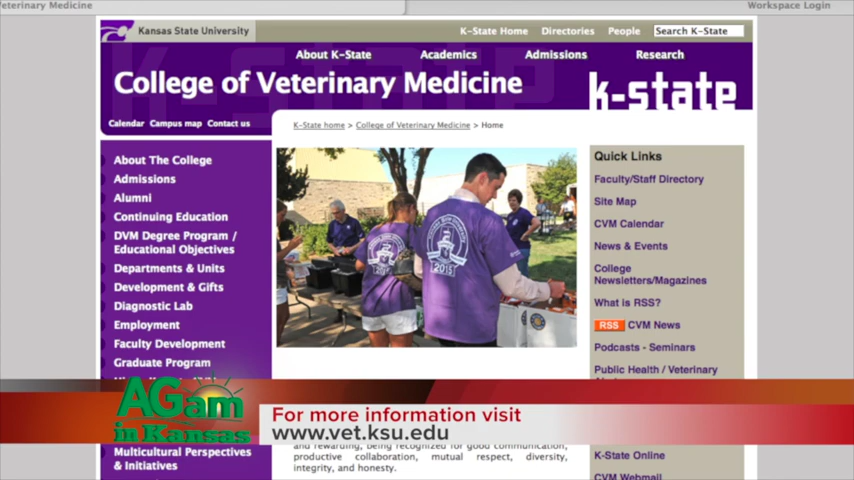 eterinary Medicine
Workspace Login
Kansas State University
K-State Home Directories People Search K-State
About K-State Academics Admissions Research
College of Veterinary Medicine
k-state
Calendar Campus map Contact us
K-State home > College of Veterinary Medicine > Home
About The College
Admissions
Alumni
Continuing Education
DVM Degree Program /
Educational Objectives
Departments & Units
Development & Gifts
Diagnostic Lab
Employment
Faculty Development
Graduate Program
2015
2015
Quick Links
Faculty/Staff Directory
Site Map
CVM Calendar
News & Events
College
Newsletters/Magazines
What is RSS?
RSS CVM News
Podcasts - Seminars
Public Health / Veterinary
AGam
in Kansas
For more information visit
www.vet.ksu.edu
Multicultural Perspectives
& Initiatives
and rewarding, being recognized for good communication,
productive collaboration, mutual respect, diversity,
integrity, and honesty.
K-State Online
CVM Webmail